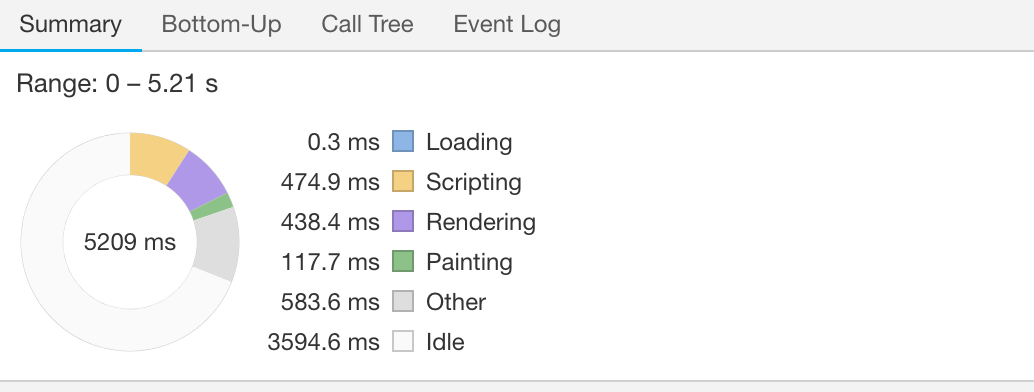 Summary Bottom-Up Call Tree Event Log
Range: 0 – 5.21 s
5209 ms
0.3 ms Loading
474.9 ms Scripting
438.4 ms Rendering
117.7 ms Painting
583.6 ms Other
3594.6 ms Idle